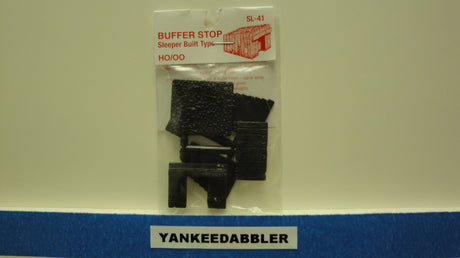 BUFFER STOP
SL-41
Sleeper Built Type
HO/OO
YANKEEDABBLER